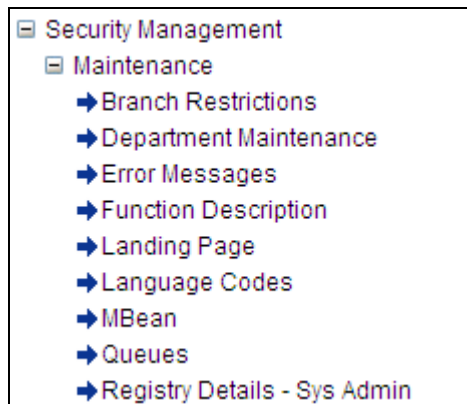 Security Management
Maintenance
Branch Restrictions
Department Maintenance
Error Messages
Function Description
Landing Page
Language Codes
MBean
Queues
Registry Details - Sys Admin